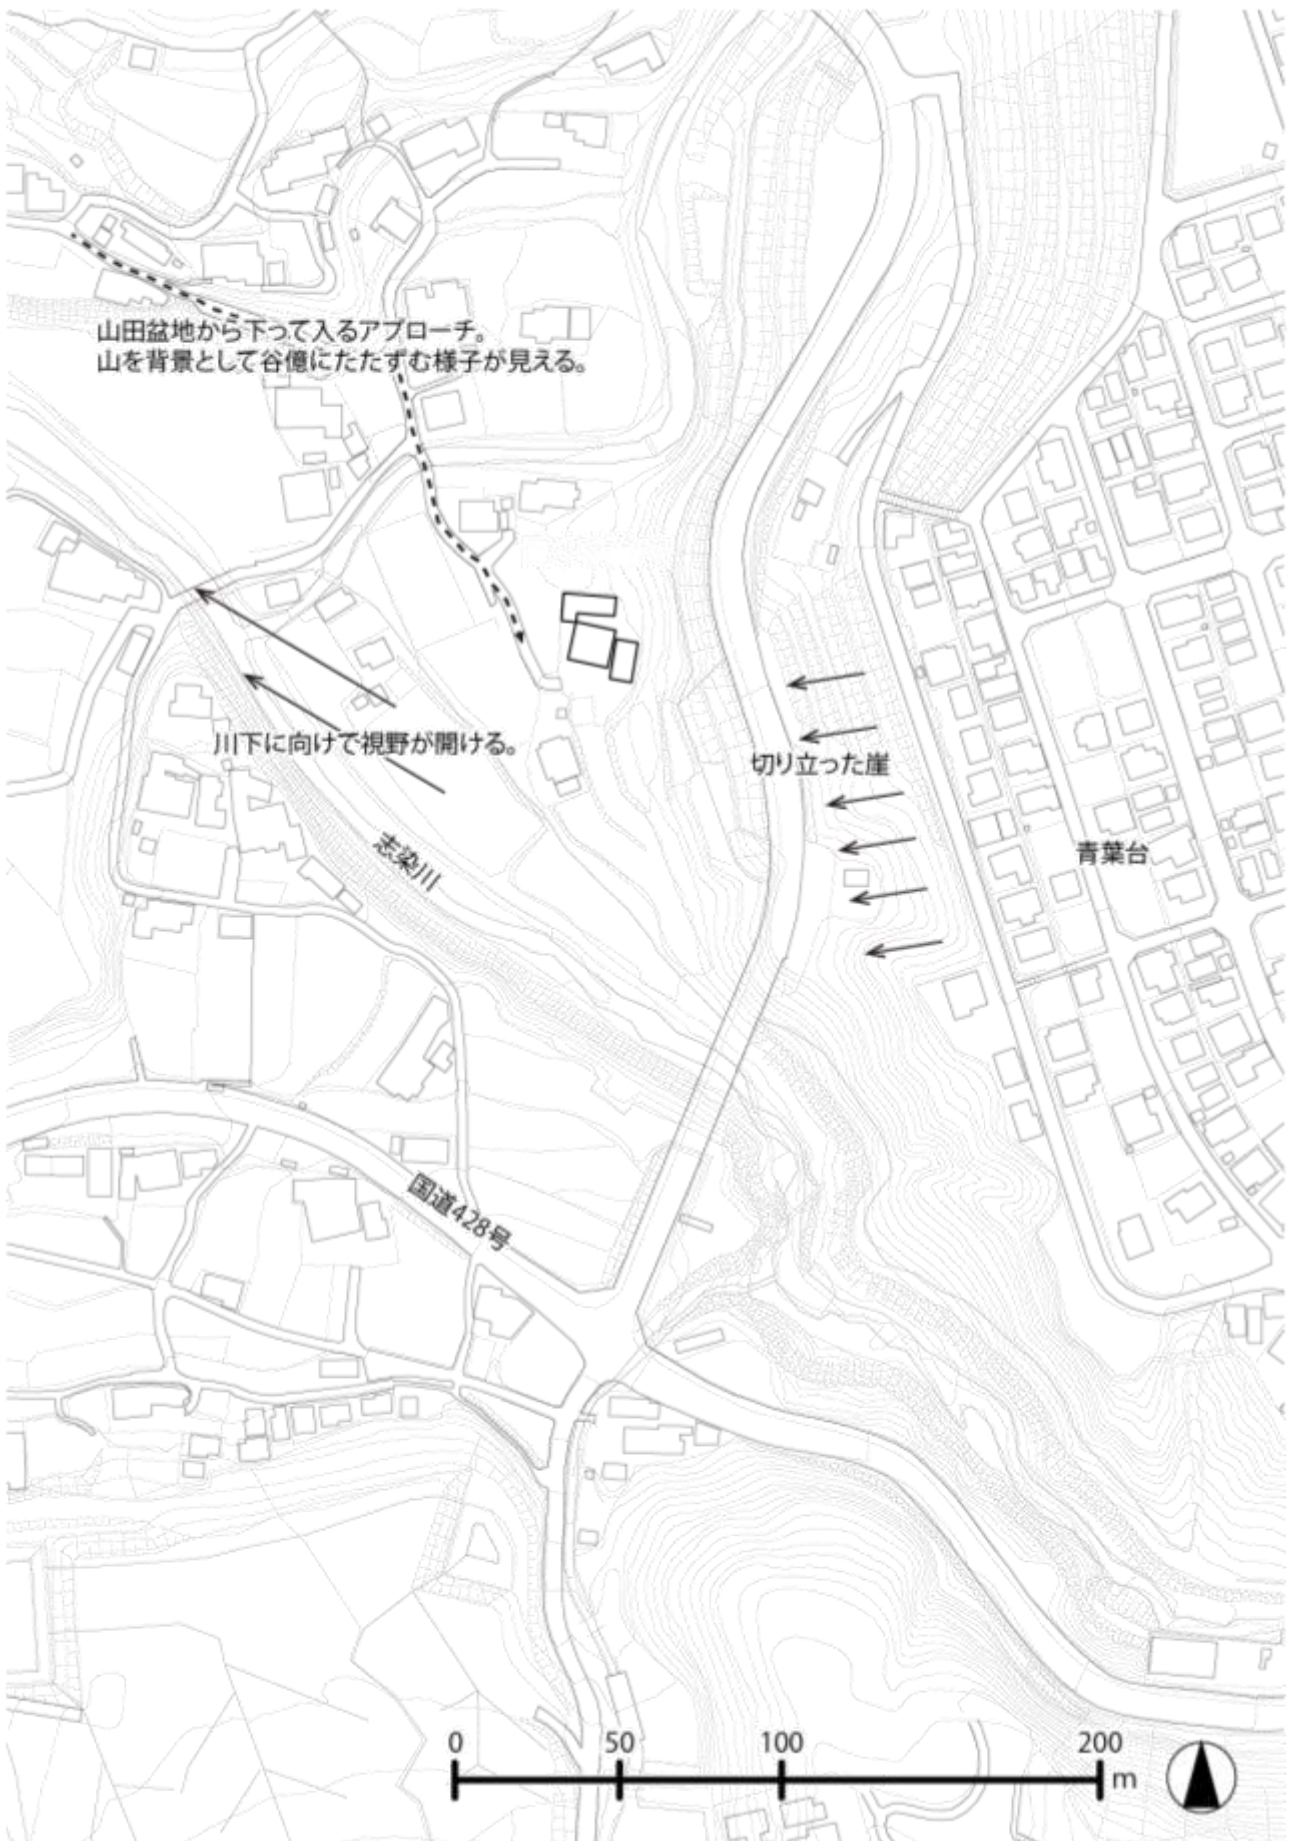 山田盆地から下って入るアプローチ。
山を背景として谷億にたたずむ様子が見える。
川下に向けて視野が開ける。
切り立った崖
志染川
青葉台
国道428号
0 50 100 200
m